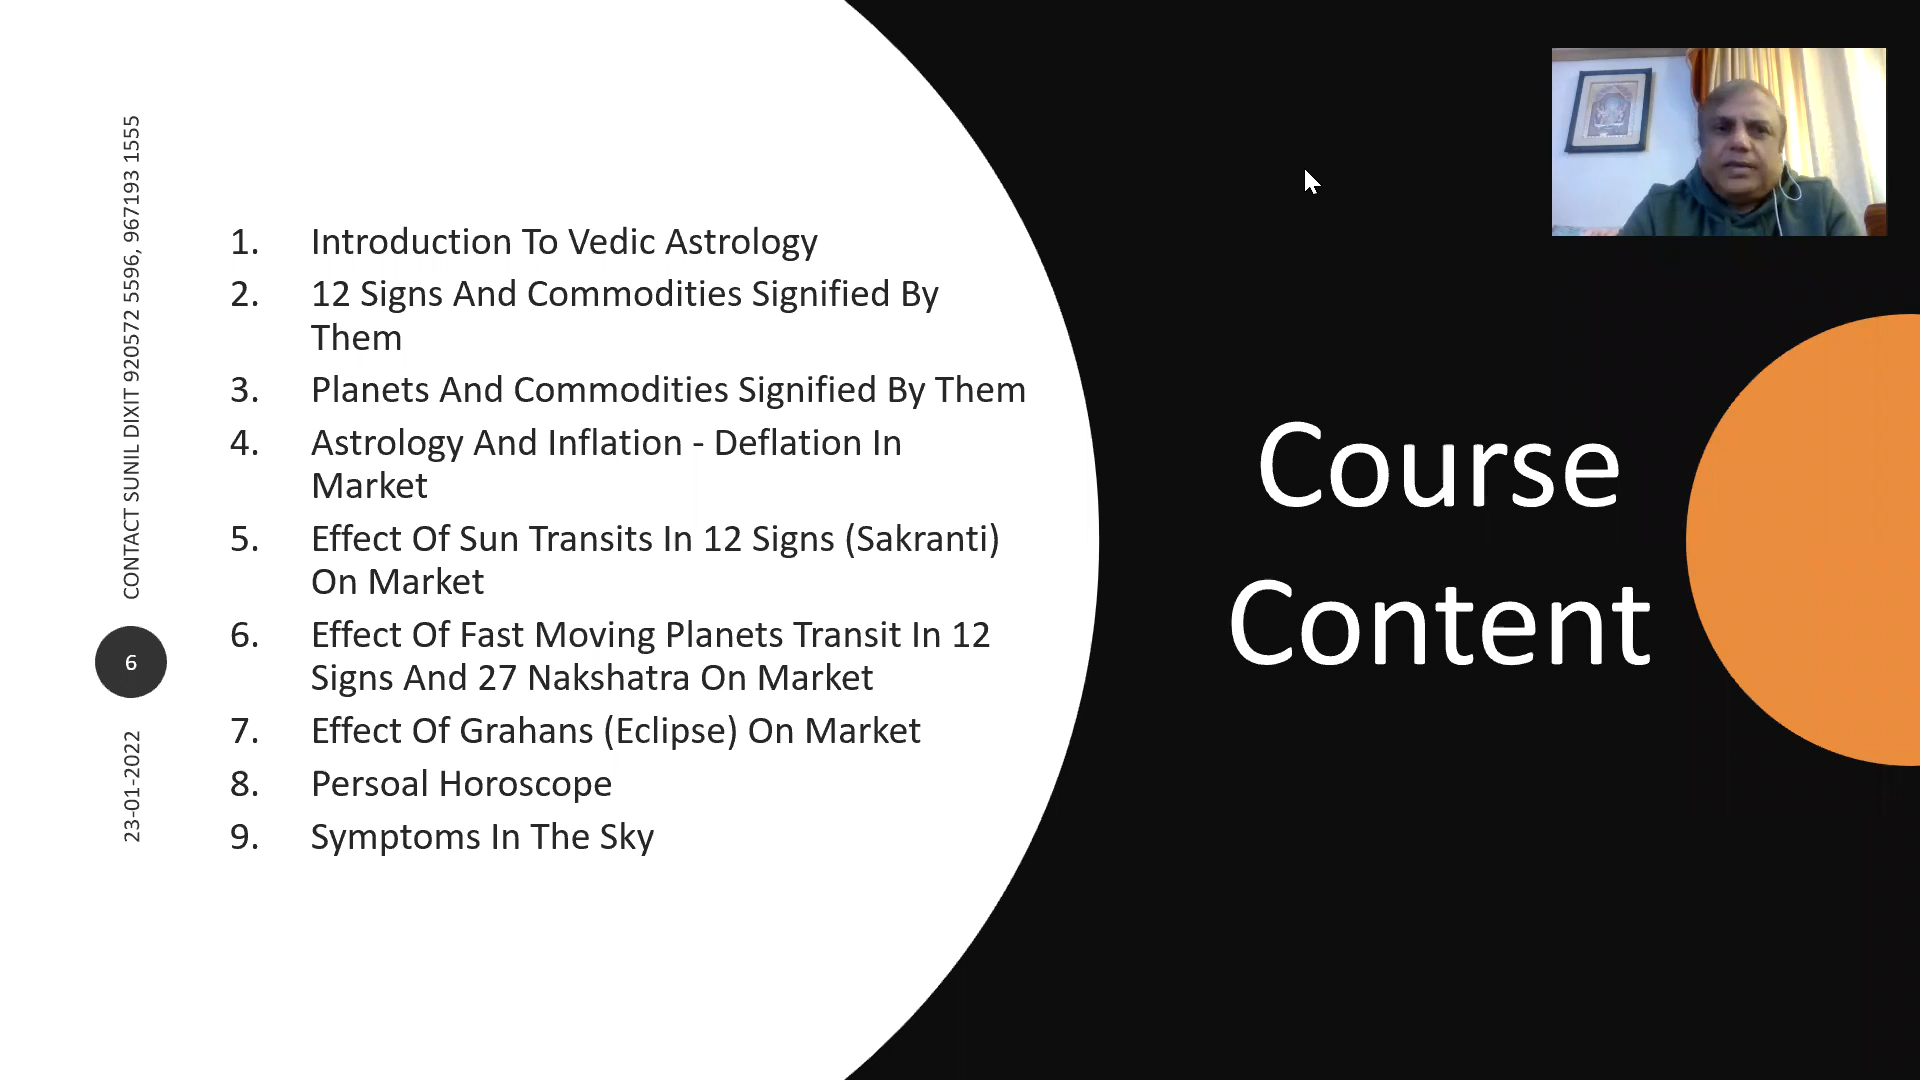 CONTACT SUNIL DIXIT 920572 5596, 967193 1555
6
23-01-2022
1. Introduction To Vedic Astrology
2. 12 Signs And Commodities Signified By
Them
3. Planets And Commodities Signified By Them
4. Astrology And Inflation - Deflation In
Market
5. Effect Of Sun Transits In 12 Signs (Sakranti)
On Market
6. Effect Of Fast Moving Planets Transit In 12
Signs And 27 Nakshatra On Market
7. Effect Of Grahans (Eclipse) On Market
8. Persoal Horoscope
9. Symptoms In The Sky
Course
Content